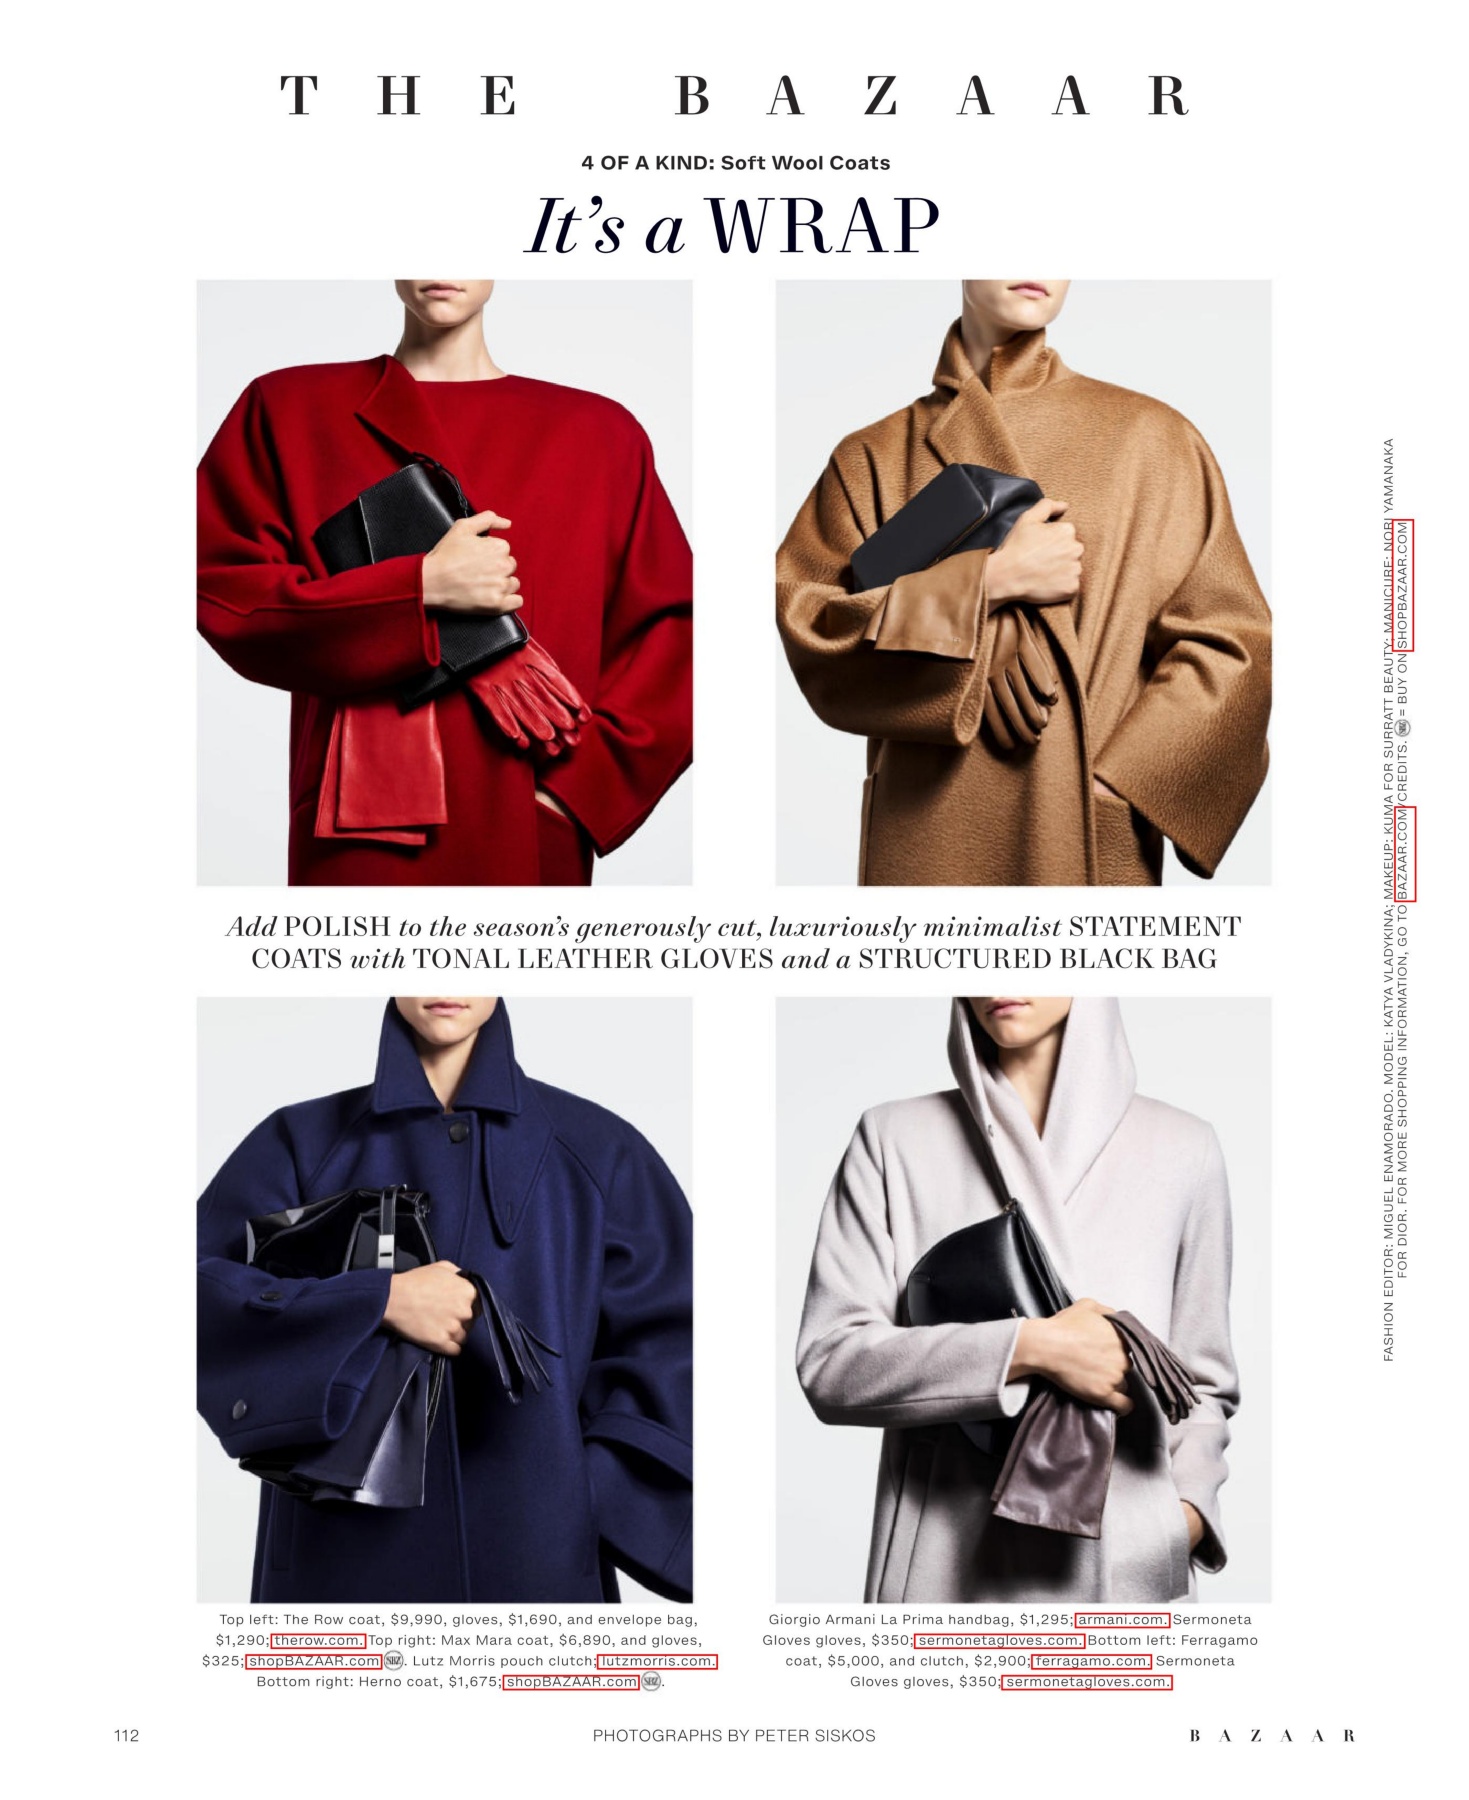 THE BAZAAR
4 OF A KIND: Soft Wool Coats
It's a WRAP
Add POLISH to the season's generously cut, luxuriously minimalist STATEMENT
COATS with TONAL LEATHER GLOVES and a STRUCTURED BLACK BAG
Top left: The Row coat, $9,990, gloves, $1,690, and envelope bag,
$1,290; therow.com. Top right: Max Mara coat, $6,890, and gloves,
$325; shopBAZAAR.com SBZ. Lutz Morris pouch clutch; lutzmorris.com.
Bottom right: Herno coat, $1,675; shopBAZAAR.com SBZ.
Giorgio Armani La Prima handbag, $1,295; armani.com. Sermoneta
Gloves gloves, $350; sermonetagloves.com. Bottom left: Ferragamo
coat, $5,000, and clutch, $2,900; ferragamo.com. Sermoneta
Gloves gloves, $350; sermonetagloves.com.
FASHION EDITOR: MIGUEL ENAMORADO. MODEL: KATYA VLADYKINA; MAKEUP: KUMA FOR SURRATT BEAUTY; MANICURE: NORI YAMANAKA
FOR DIOR. FOR MORE SHOPPING INFORMATION, GO TO BAZAAR.COM/CREDITS. SBZ = BUY ON SHOPBAZAAR.COM
112
PHOTOGRAPHS BY PETER SISKOS
BAZAAR